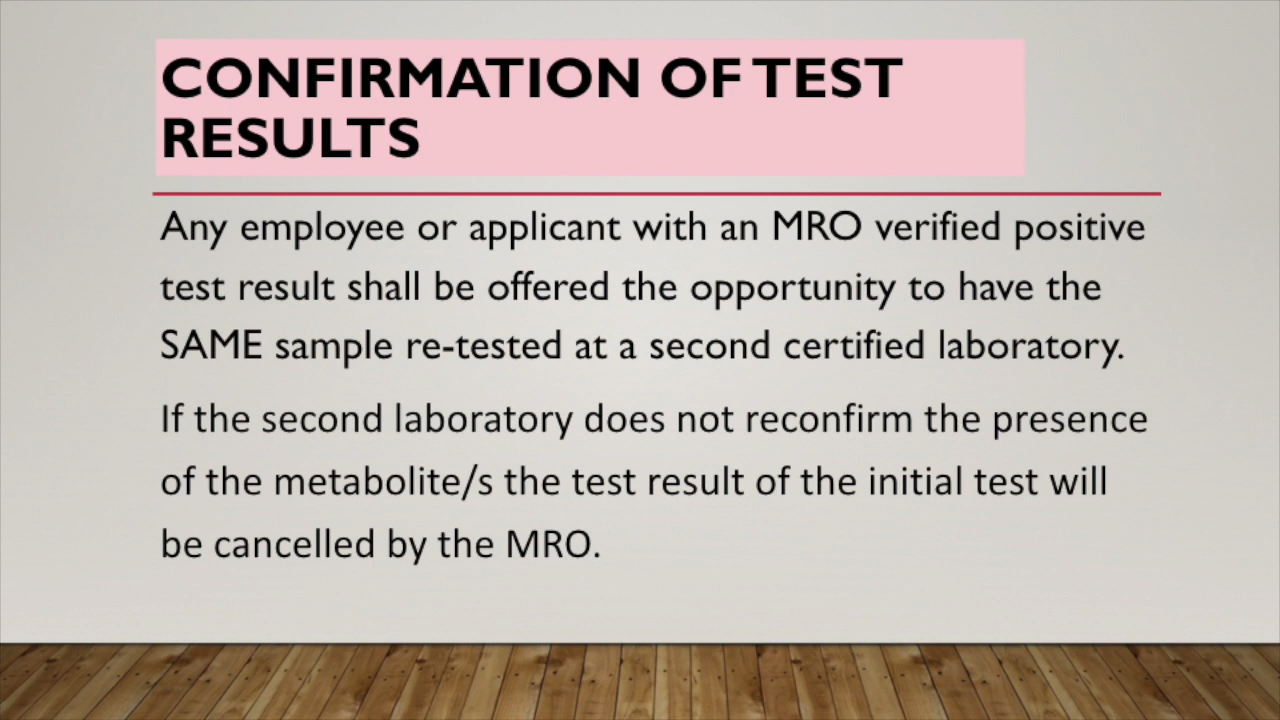 CONFIRMATION OF TEST
RESULTS
Any employee or applicant with an MRO verified positive
test result shall be offered the opportunity to have the
SAME sample re-tested at a second certified laboratory.
If the second laboratory does not reconfirm the presence
of the metabolite/s the test result of the initial test will
be cancelled by the MRO.